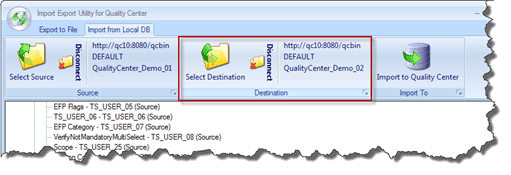 Import Export Utility for Quality Center
Export to File
Import from Local DB
Select Source
Disconnect
http://qc10:8080/qcbin
DEFAULT
QualityCenter_Demo_01
Source
Select Destination
Disconnect
http://qc10:8080/qcbin
DEFAULT
QualityCenter_Demo_02
Destination
Import to Quality Center
Import To
EFP Flags - TS_USER_05 (Source)
TS_USER_06 - TS_USER_06 (Source)
EFP Category - TS_USER_07 (Source)
VerifyNotMandatoryMultiSelect - TS_USER_08 (Source)
Scope - TS_USER_25 (Source)